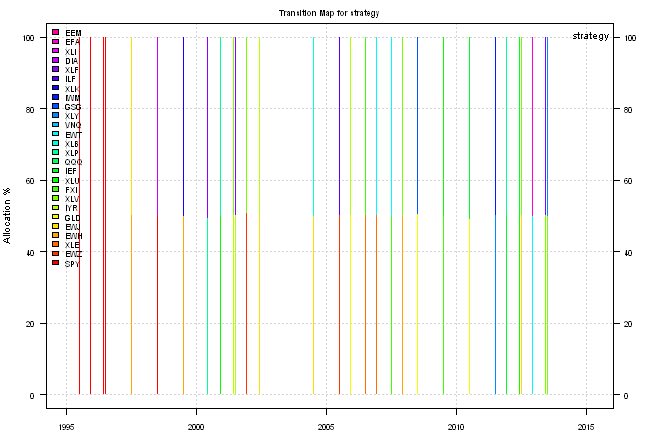 Transition Map for strategy
strategy
EEM
EFA
XLI
DIA
XLF
ILF
XLK
IWM
GSG
XLY
VNQ
EWT
XLB
XLP
QQQ
IEF
XLU
FXI
XLV
IYR
GLD
EWJ
EWH
XLE
EWZ
SPY
Allocation %
100
80
60
40
20
0
100
80
60
40
20
0
1995
2000
2005
2010
2015